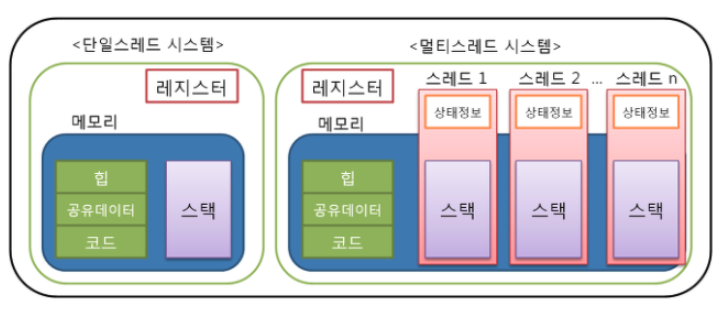 <단일스레드 시스템>
레지스터
메모리
힙
공유데이터
코드
스택
<멀티스레드 시스템>
레지스터
스레드 1
스레드 2
...
스레드 n
메모리
상태정보
상태정보
상태정보
힙
공유데이터
코드
스택
스택
스택